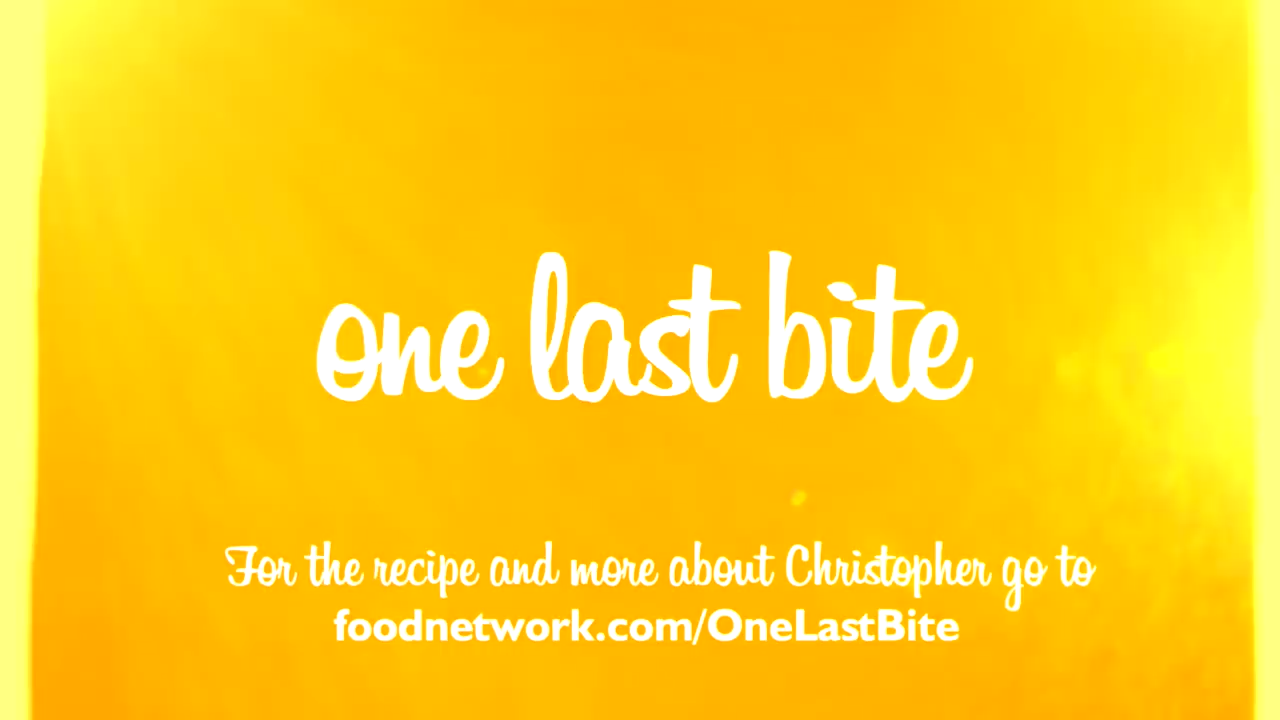 one last bite
For the recipe and more about Christopher go to
foodnetwork.com/OneLastBite